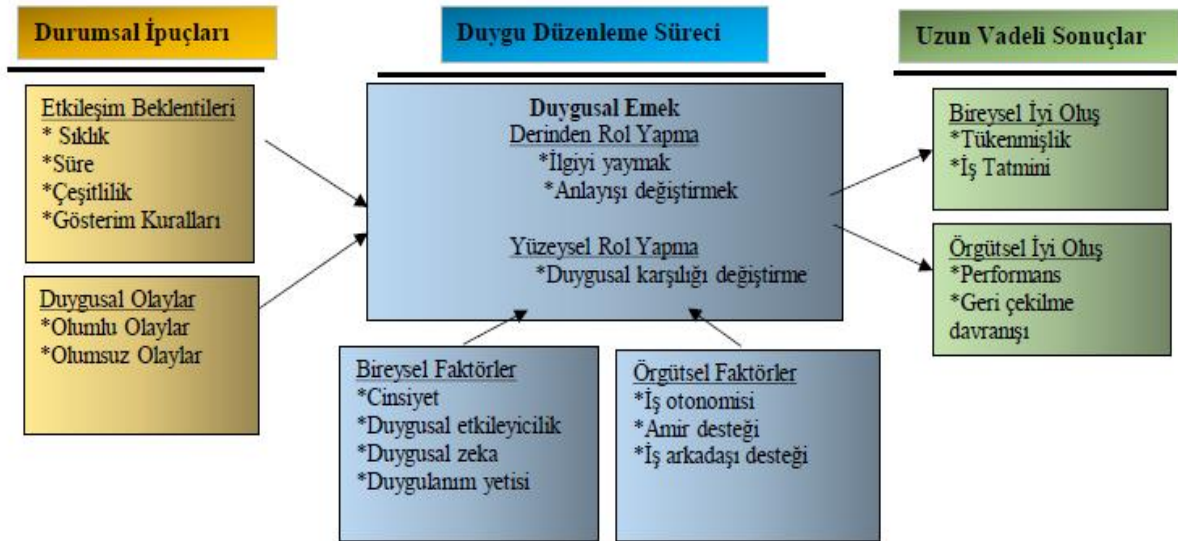 Durumsal İpuçları
Duygu Düzenleme Süreci
Uzun Vadeli Sonuçlar
Etkileşim Beklentileri
* Sıklık
*Süre
*Çeşitlilik
*Gösterim Kuralları
Duygusal Olaylar
*Olumlu Olaylar
*Olumsuz Olaylar
Duygusal Emek
Derinden Rol Yapma
*İlgiyi yaymak
*Anlayışı değiştirmek
Yüzeysel Rol Yapma
*Duygusal karşılığı değiştirme
Bireysel Faktörler
*Cinsiyet
*Duygusal etkileyicilik
*Duygusal zeka
*Duygulanım yetisi
Örgütsel Faktörler
*İş otonomisi
*Amir desteği
*İş arkadaşı desteği
Bireysel İyi Oluş
*Tükenmişlik
*İş Tatmini
Örgütsel İyi Oluş
*Performans
*Geri çekilme
davranışı